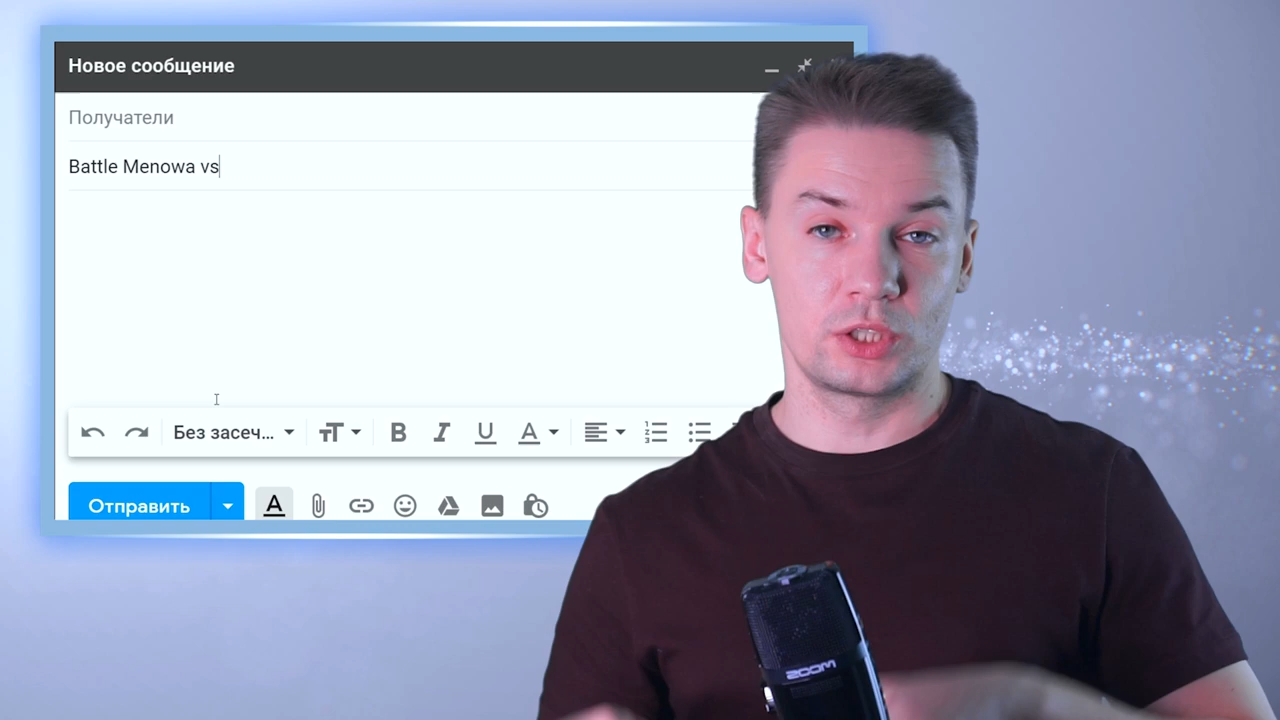 Новое сообщение
Получатели
Battle Menowa vs
Без засеч...
Отправить
zoom